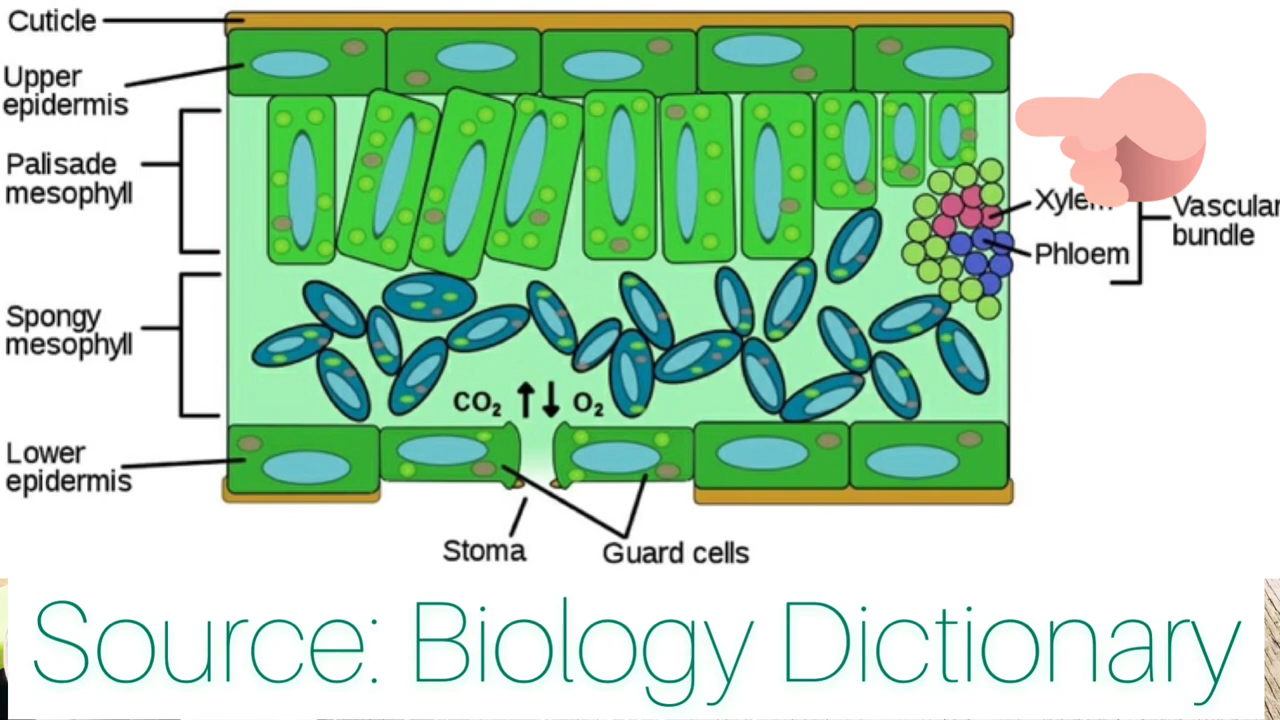 Cuticle
Upper
epidermis
Palisade
mesophyll
Spongy
mesophyll
Lower
epidermis
CO₂
O₂
Stoma
Guard cells
Phloem
Vascular
bundle
Source: Biology Dictionary